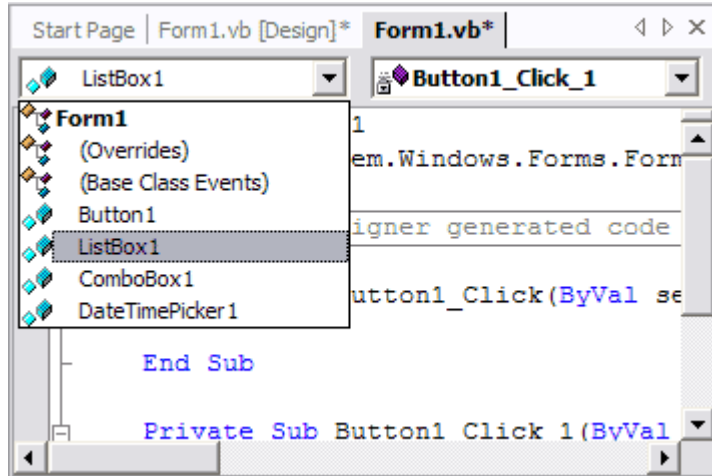 Start Page Form1.vb [Design]* Form1.vb*
ListBox1 Button1_Click_1
Form1 1
(Overrides) em.Windows.Forms.Form
(Base Class Events)
Button1 igner generated code
ListBox1
ComboBox1 utton1_Click(ByVal se
DateTimePicker1
End Sub
Private Sub Button1_Click_1(ByVal